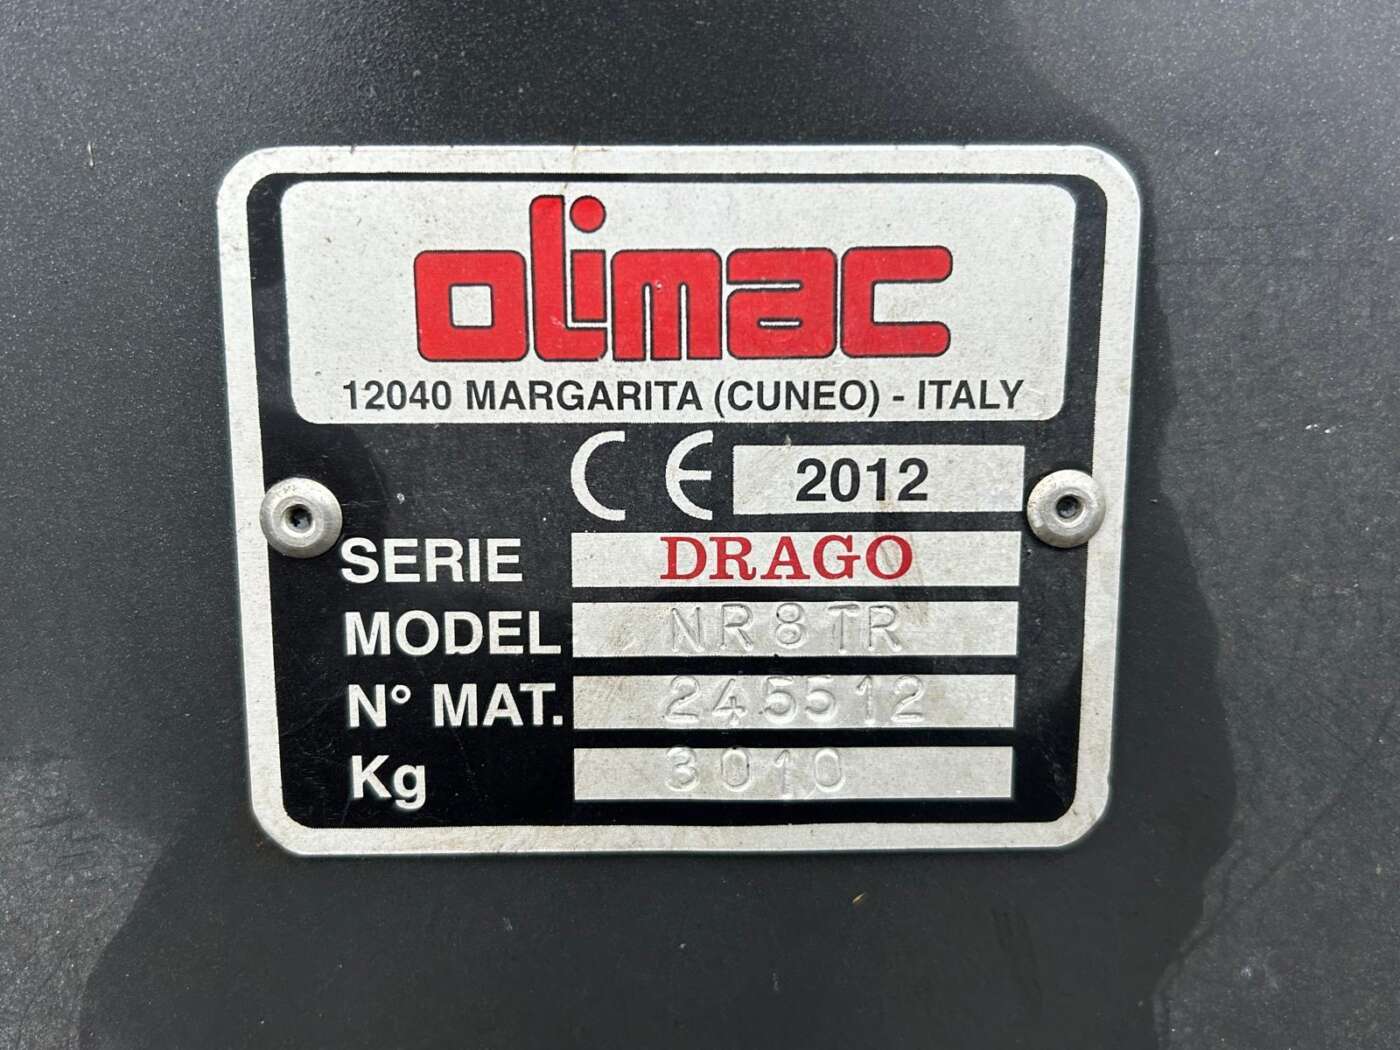 olimac
12040 MARGARITA (CUNEO) - ITALY
CE 2012
SERIE DRAGO
MODEL NR8TR
N° MAT. 245512
Kg 3010